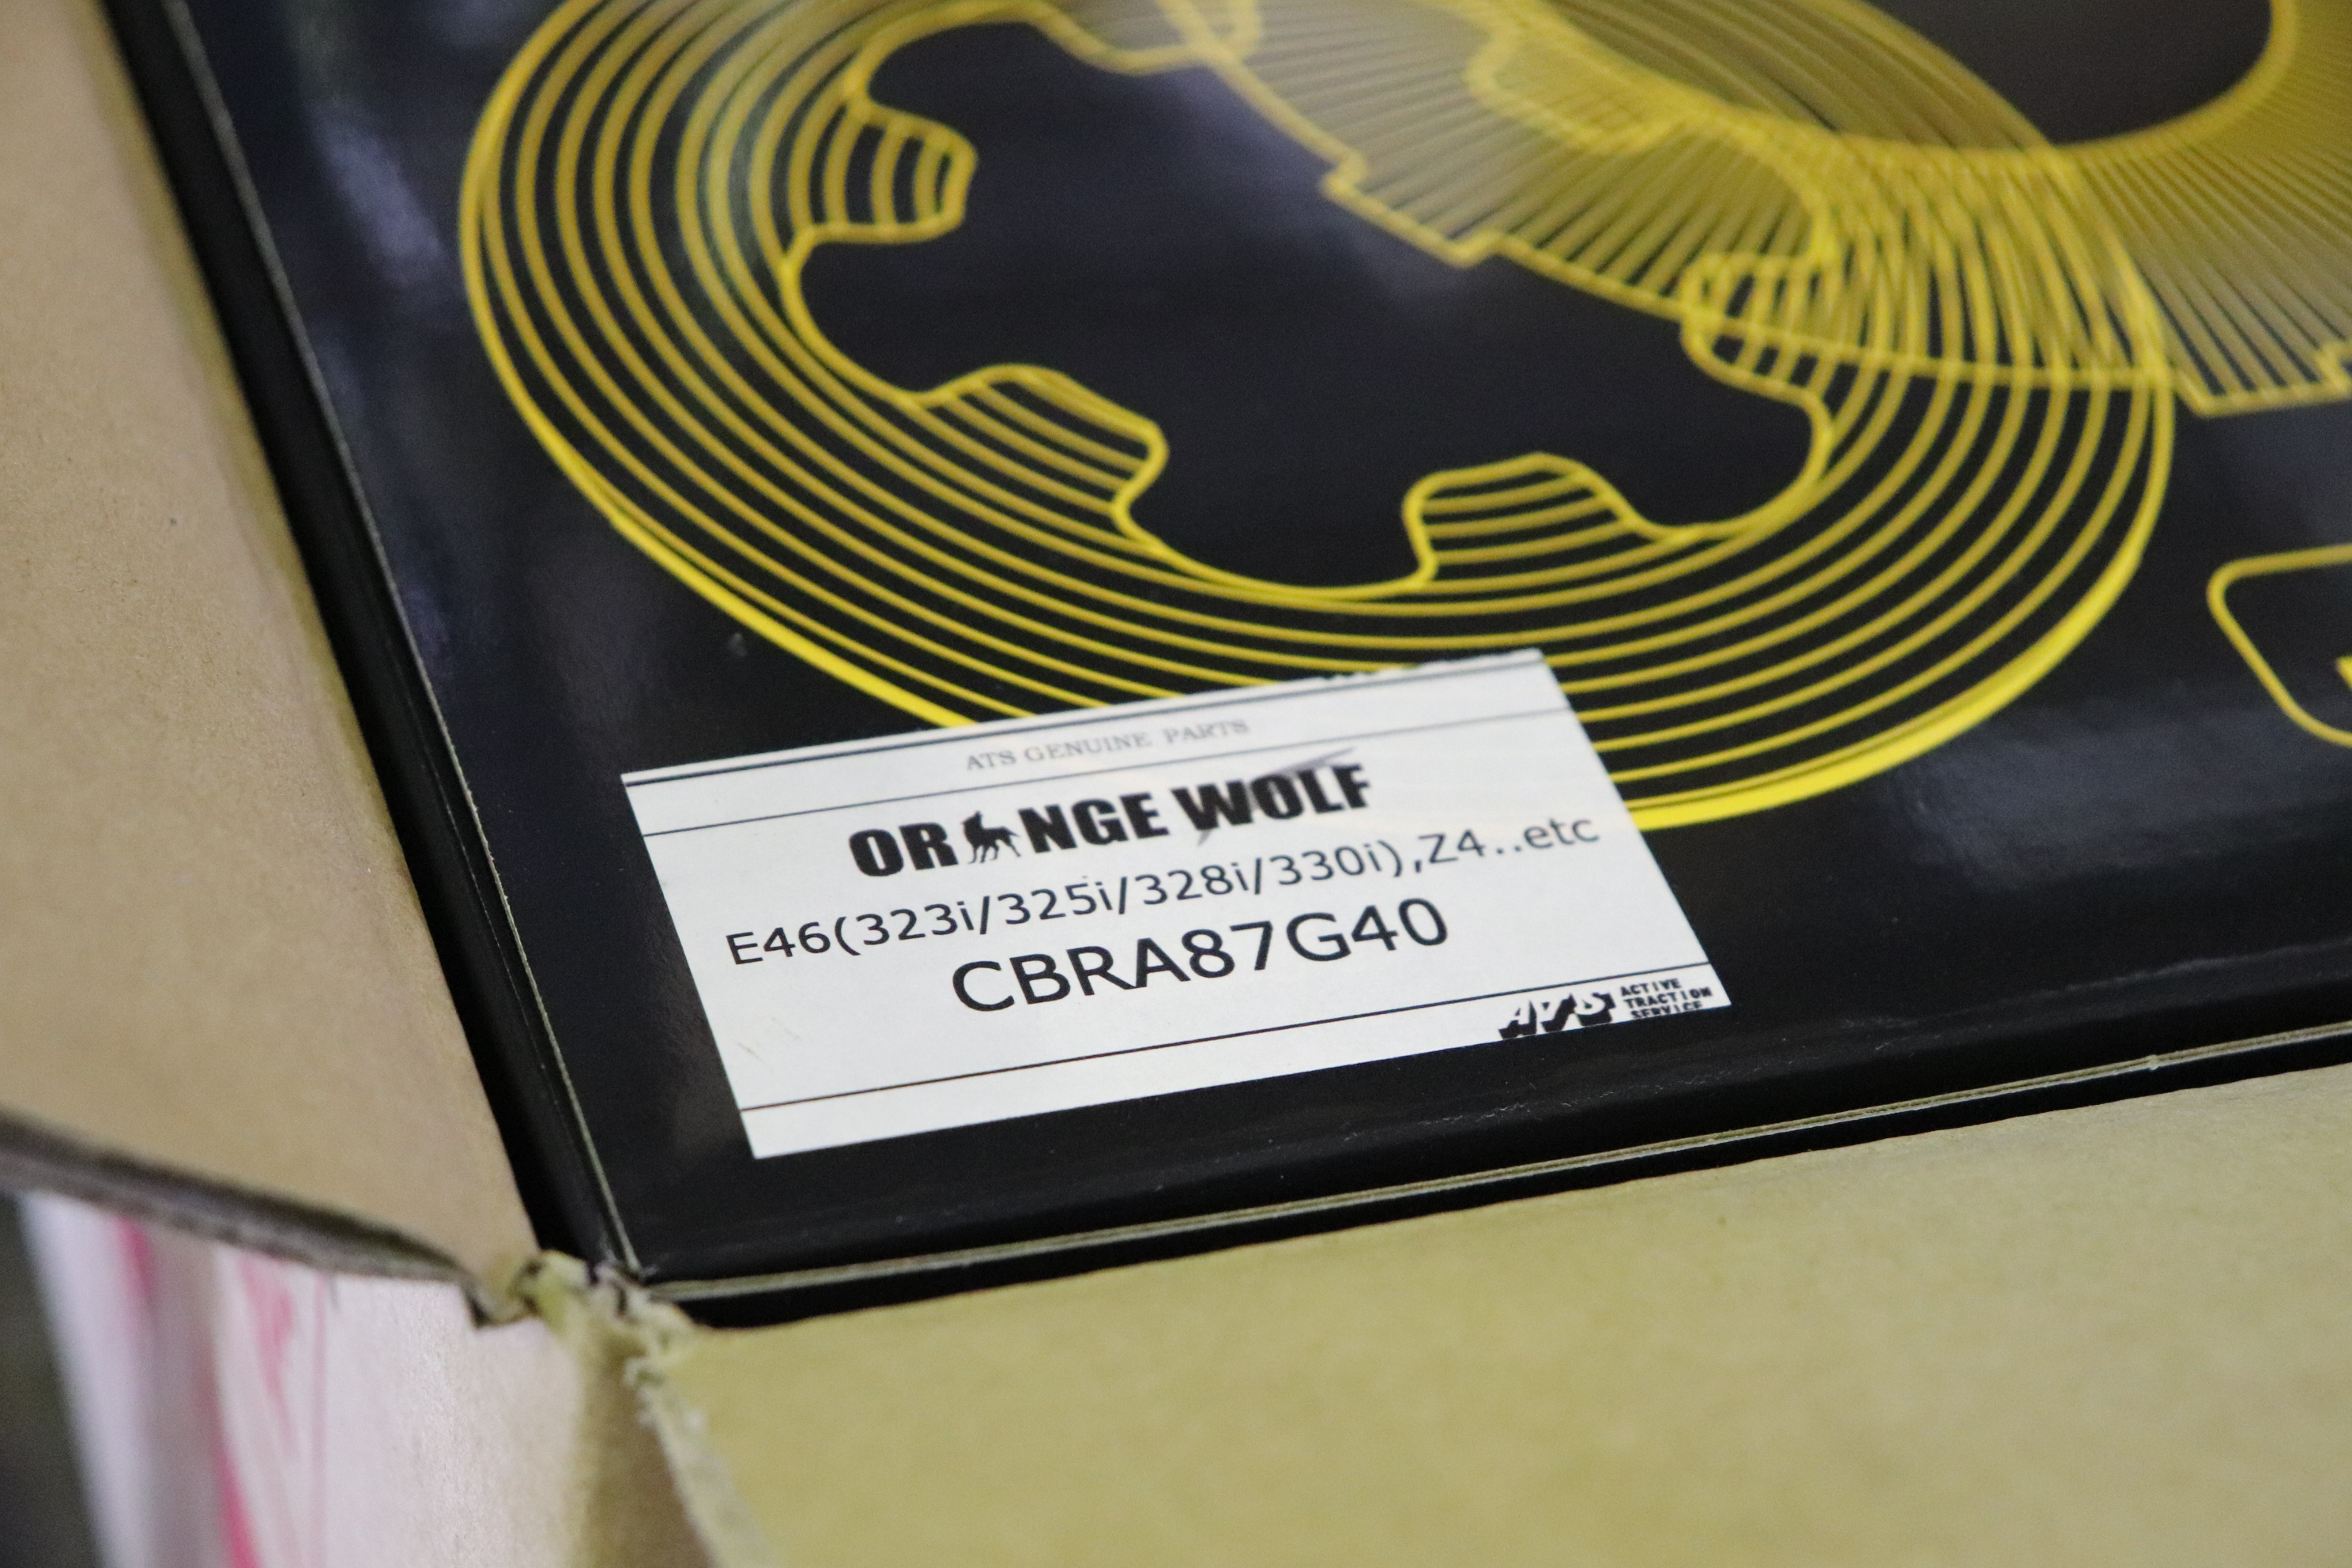 ATS GENUINE PARTS
ORANGE WOLF
E46(323i/325i/328i/330i),Z4..etc
CBRA87G40
ATS ACTIVE
TRACTION
SERVICE